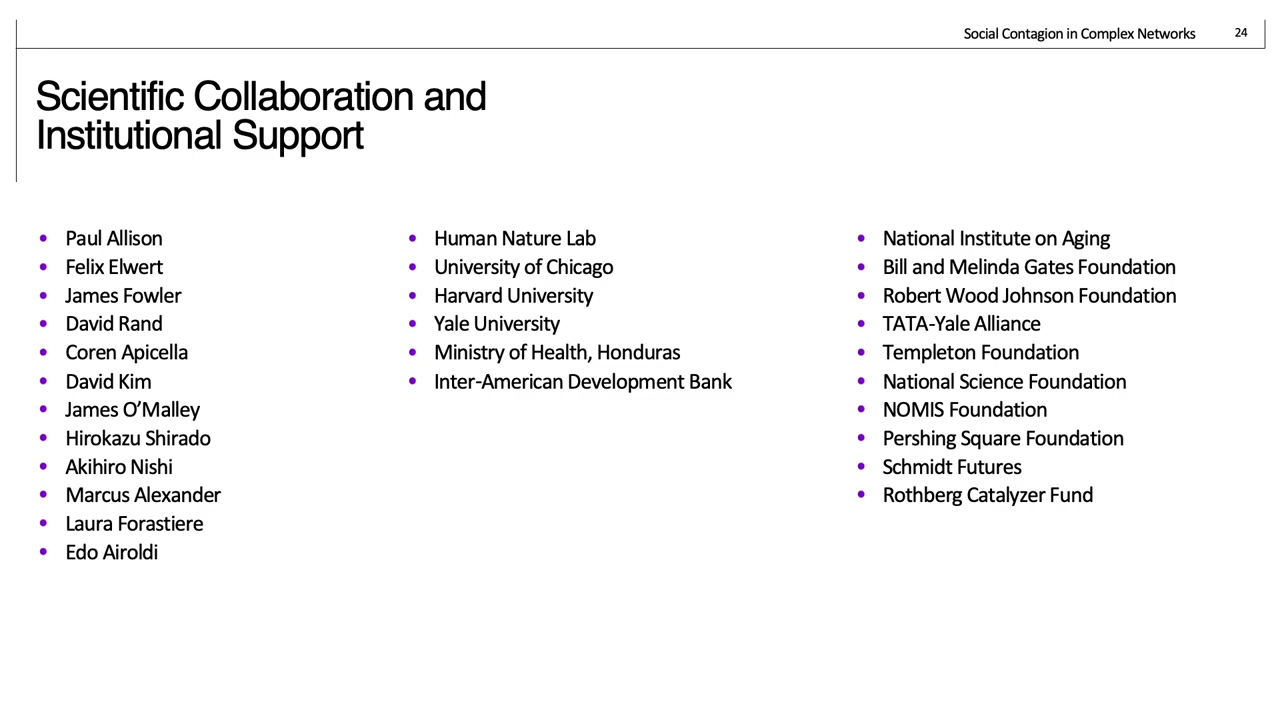 Social Contagion in Complex Networks 24
Scientific Collaboration and
Institutional Support
• Paul Allison
• Felix Elwert
• James Fowler
• David Rand
• Coren Apicella
• David Kim
• James O’Malley
• Hirokazu Shirado
• Akihiro Nishi
• Marcus Alexander
• Laura Forastiere
• Edo Airoldi
• Human Nature Lab
• University of Chicago
• Harvard University
• Yale University
• Ministry of Health, Honduras
• Inter-American Development Bank
• National Institute on Aging
• Bill and Melinda Gates Foundation
• Robert Wood Johnson Foundation
• TATA-Yale Alliance
• Templeton Foundation
• National Science Foundation
• NOMIS Foundation
• Pershing Square Foundation
• Schmidt Futures
• Rothberg Catalyzer Fund